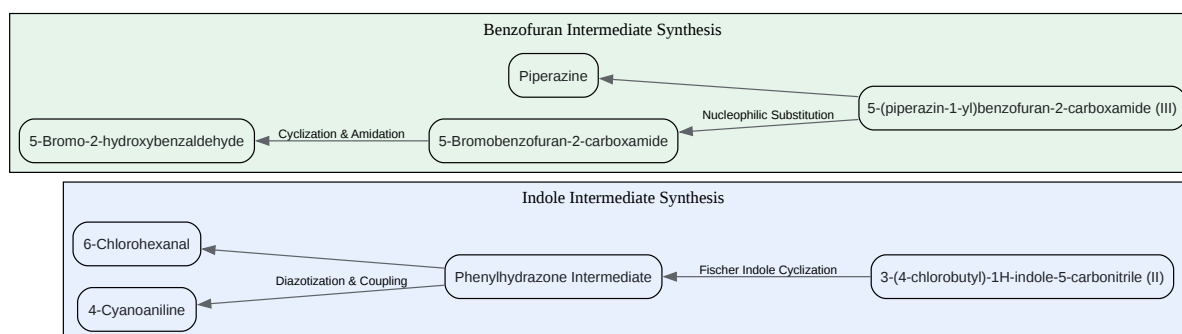 Benzofuran Intermediate Synthesis
Piperazine
5-(piperazin-1-yl)benzofuran-2-carboxamide (III)
Nucleophilic Substitution
5-Bromo-2-hydroxybenzaldehyde
Cyclization & Amidation
5-Bromobenzofuran-2-carboxamide
Indole Intermediate Synthesis
6-Chlorohexanal
Diazotization & Coupling
Phenylhydrazone Intermediate
Fischer Indole Cyclization
3-(4-chlorobutyl)-1H-indole-5-carbonitrile (II)
4-Cyanoaniline